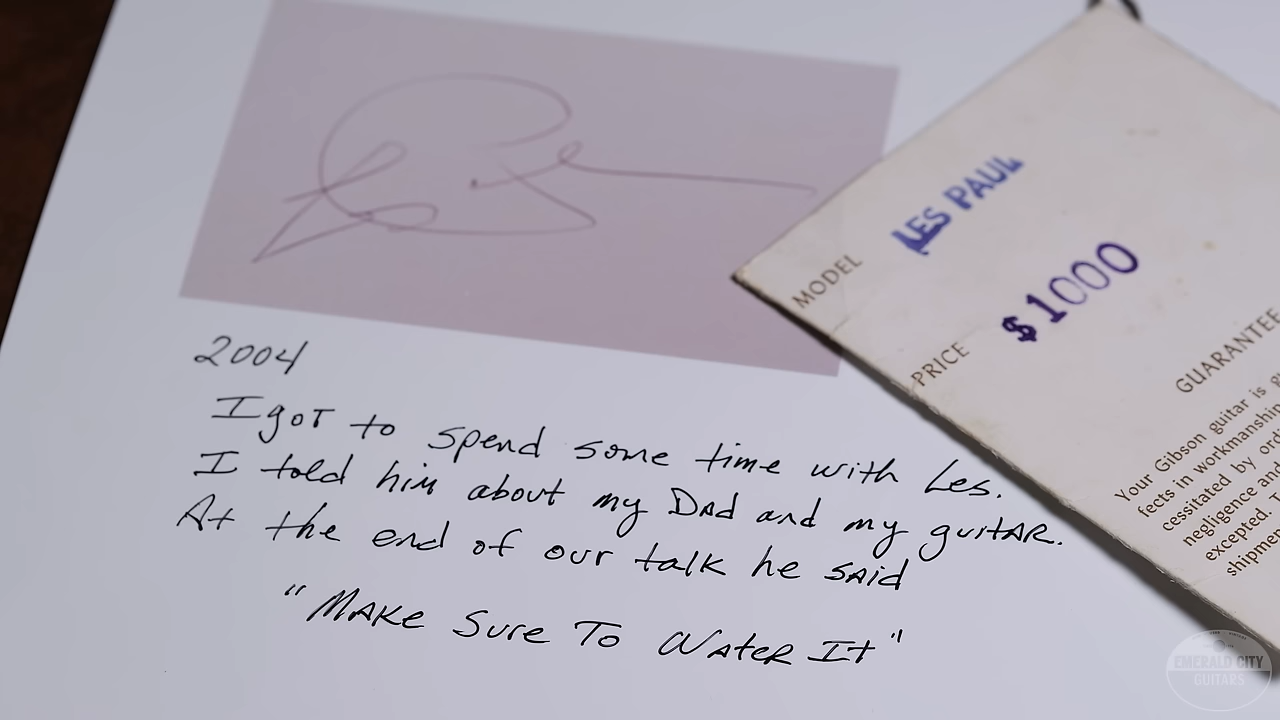 2004
I got to spend some time with Les.
I told him about my Dad and my guitar.
At the end of our talk he said
"Make Sure To Water It"
MODEL LES PAUL
PRICE $1000
GUARANTEE
Your Gibson guitar is
fects in workmanship
cessitated by
negligence and
excepted.
shipment
EMERALD CITY
GUITARS